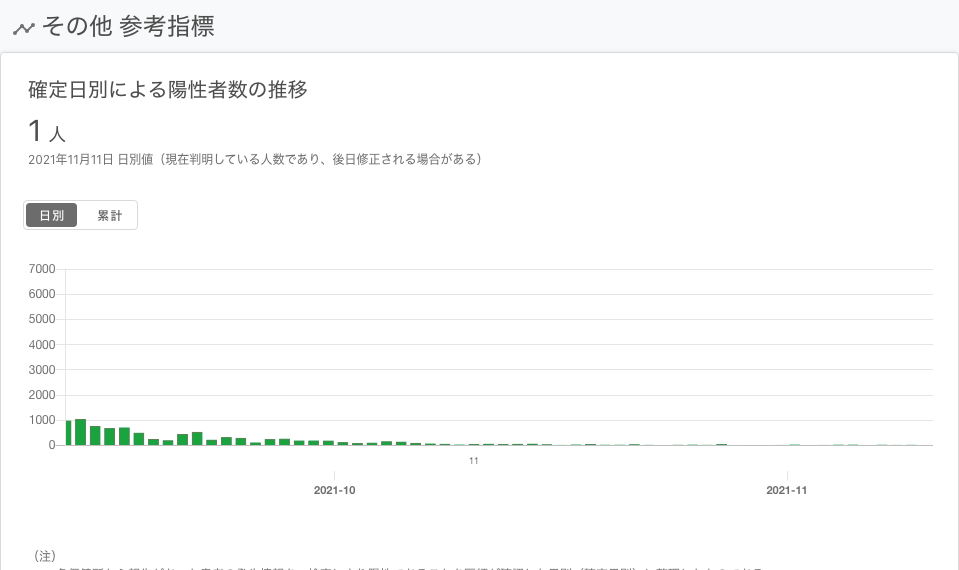 その他 参考指標
確定日別による陽性者数の推移
1 人
2021年11月11日 日別値（現在判明している人数であり、後日修正される場合がある）
日別 累計
7000
6000
5000
4000
3000
2000
1000
0
11
2021-10 2021-11
（注）